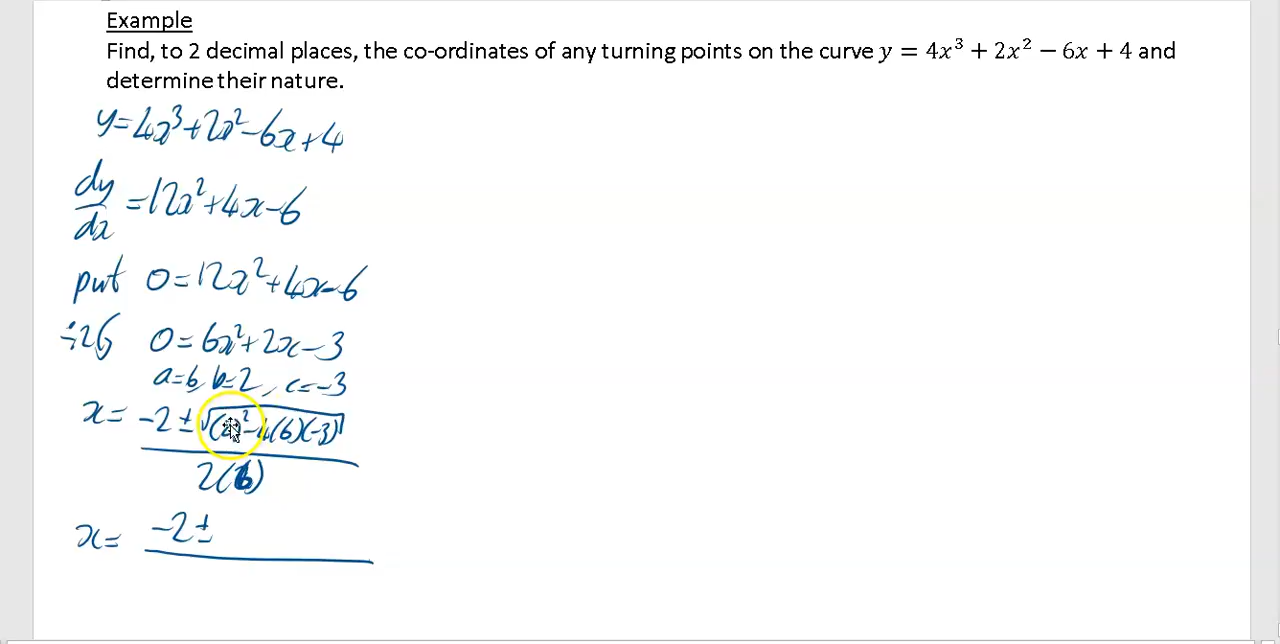 Example
Find, to 2 decimal places, the co-ordinates of any turning points on the curve y = 4x³ + 2x² − 6x + 4 and
determine their nature.
y=4x³+2x²-6x+4
dy/dx =12x²+4x-6
put 0=12x²+4x-6
0=6x²+2x-3
a=6, b=2, c=-3
x= -2±√((2)²-4(6)(-3)) / 2(6)
x= -2±